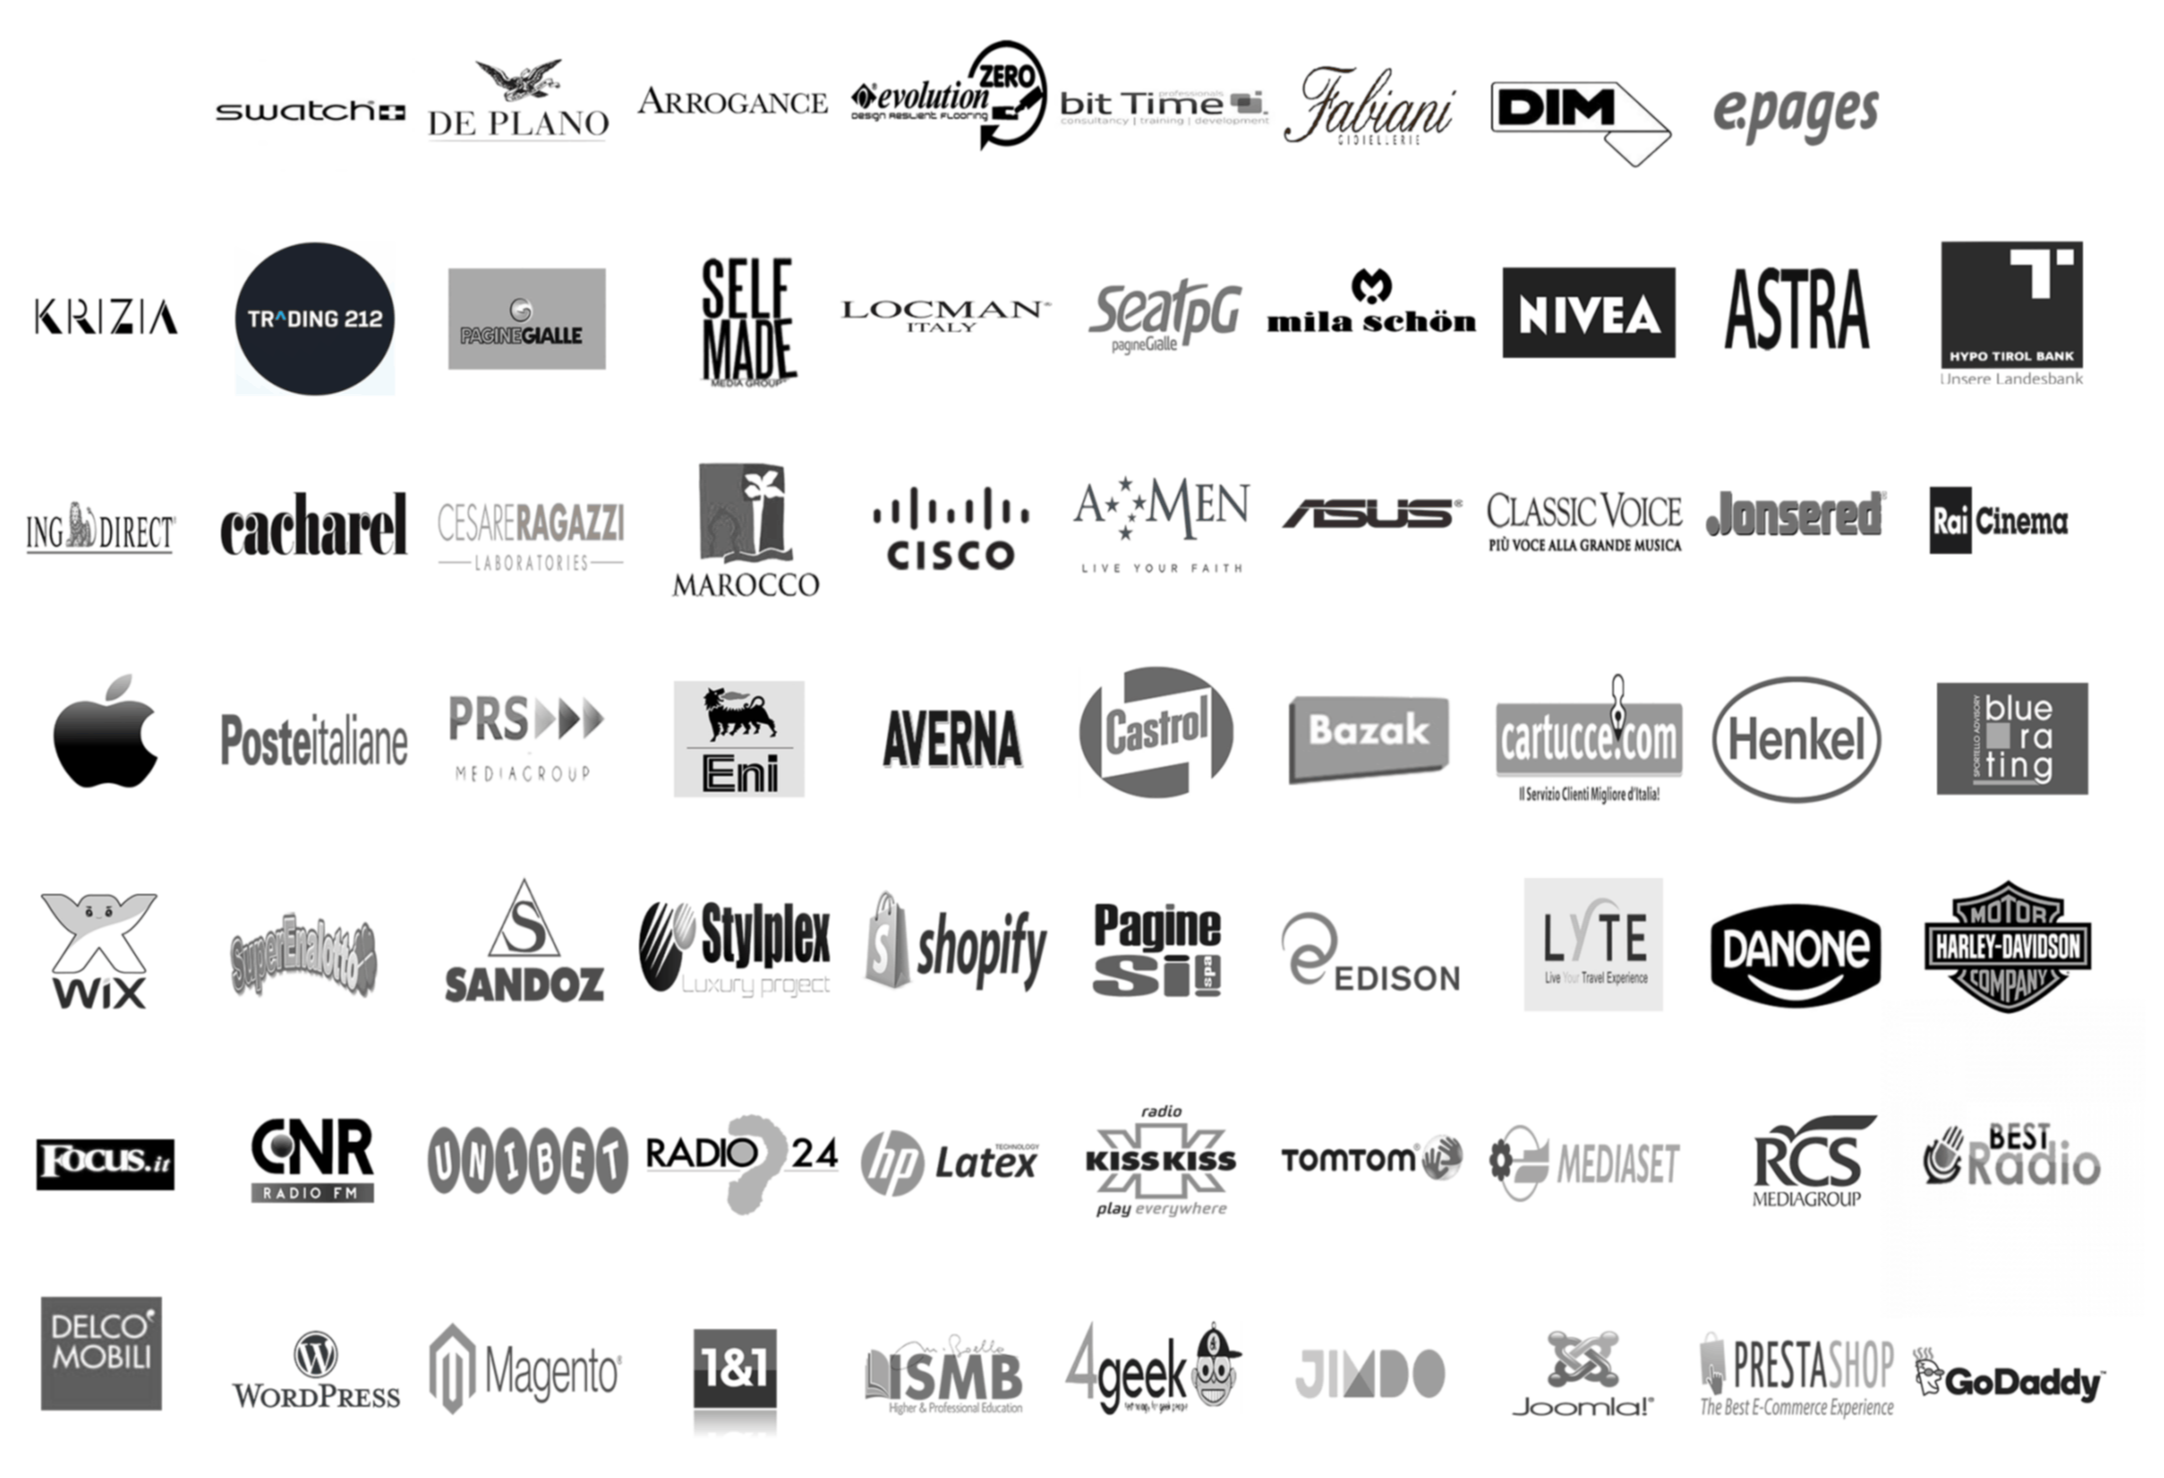 swatch
DE PLANO
ARROGANCE
evolution ZERO
DESIGN RESILIENT FLOORING
professionals
bit Time
consultancy | training | development
Fabiani
GIOIELLERIE
DIM
e.pages
KRIZIA
TRADING 212
PAGINEGIALLE
SELF
MADE
MEDIA GROUP
LOCMAN
ITALY
SeatpG
pagineGialle
mila schön
NIVEA
ASTRA
HYPO TIROL BANK
Unsere Landesbank
ING DIRECT
cacharel
CESARERAGAZZI
LABORATORIES
MAROCCO
CISCO
AMEN
LIVE YOUR FAITH
ASUS
CLASSIC VOICE
PIÙ VOCE ALLA GRANDE MUSICA
Jonsered
Rai Cinema
Posteitaliane
PRS
MEDIAGROUP
Eni
AVERNA
Castrol
Bazak
cartucce.com
Il Servizio Clienti Migliore d'Italia!
Henkel
SPORTELLO ADVISORY
blue
ra
ting
WiX
SuperEnalotto
S
SANDOZ
Stylplex
Luxury project
S shopify
Pagine
Sì! spa
EDISON
LYTE
Live Your Travel Experience
DANONE
MOTOR
HARLEY-DAVIDSON
COMPANY
Focus.it
CNR
RADIO FM
UNIBET
RADIO 24
hp Latex
TECHNOLOGY
radio
KISSKISS
play everywhere
TOMTOM
MEDIASET
RCS
MEDIAGROUP
BEST
Radio
DELCO
MOBILI
W
WORDPRESS
Magento
1&1
ISMB
Higher & Professional Education
4geek
JIMDO
Joomla!
PRESTASHOP
The Best E-Commerce Experience
GoDaddy